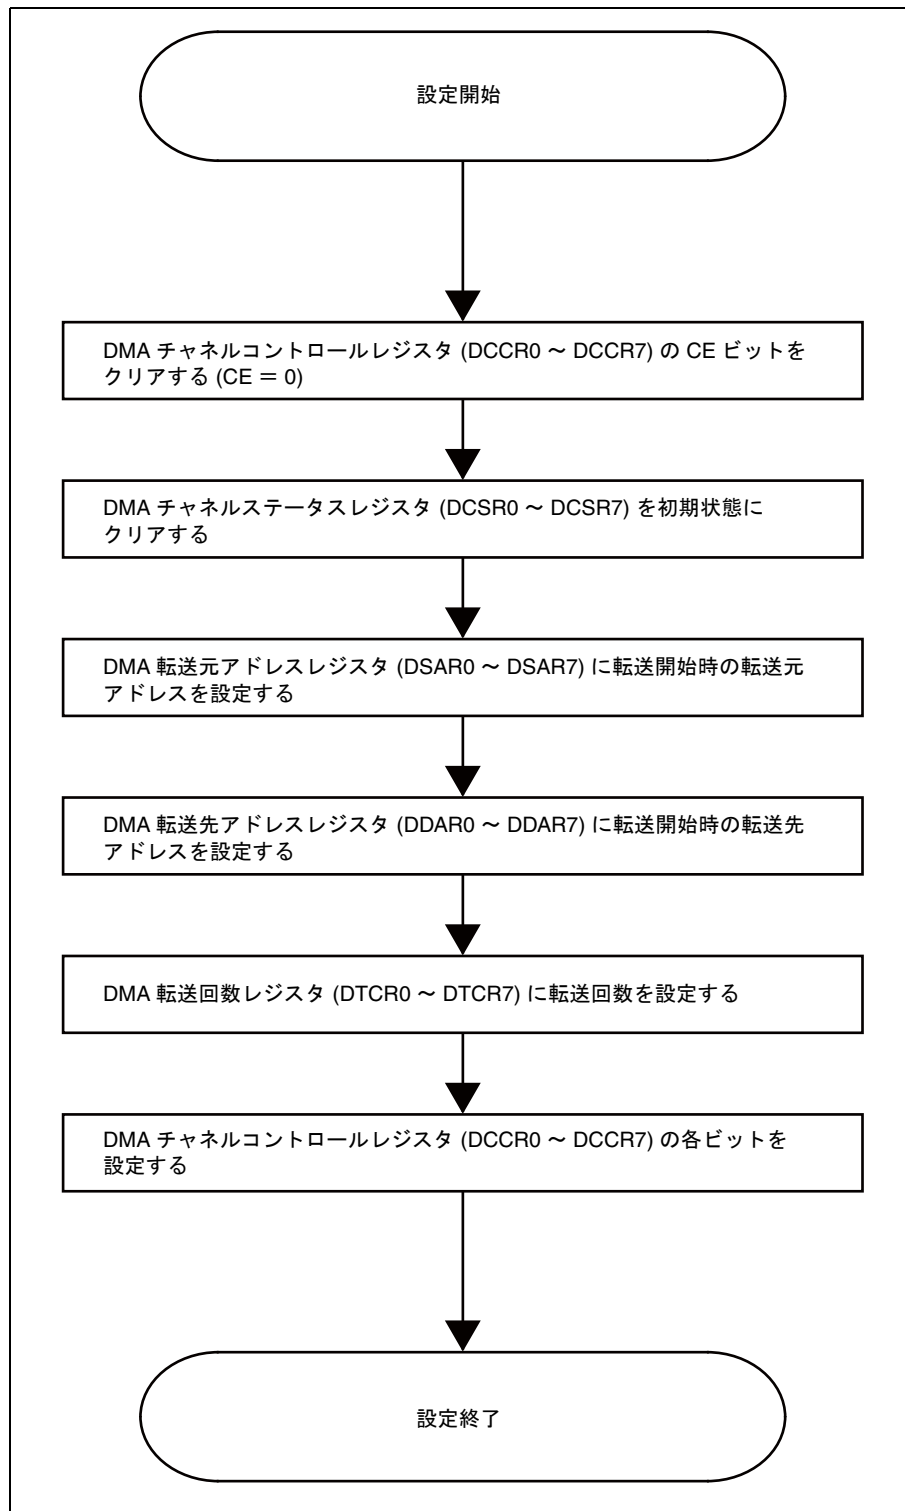 設定開始
DMA チャネルコントロールレジスタ (DCCR0 ～ DCCR7) の CE ビットを
クリアする (CE ＝ 0)
DMA チャネルステータスレジスタ (DCSR0 ～ DCSR7) を初期状態に
クリアする
DMA 転送元アドレスレジスタ (DSAR0 ～ DSAR7) に転送開始時の転送元
アドレスを設定する
DMA 転送先アドレスレジスタ (DDAR0 ～ DDAR7) に転送開始時の転送先
アドレスを設定する
DMA 転送回数レジスタ (DTCR0 ～ DTCR7) に転送回数を設定する
DMA チャネルコントロールレジスタ (DCCR0 ～ DCCR7) の各ビットを
設定する
設定終了